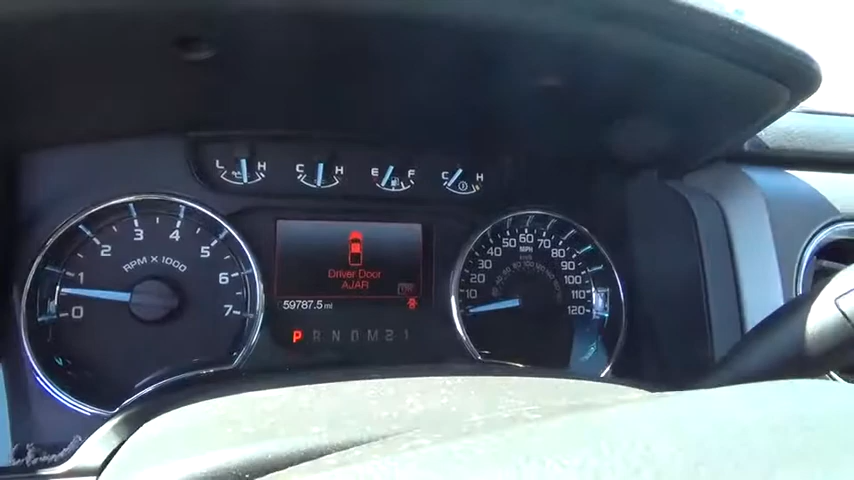 L H
C H
E F
C H
0 1 2 3 4 5 6 7
RPM X 1000
Driver Door
AJAR
59787.5 mi
P R N D M 2 1
MPH
km/h
10 20 30 40 50 60 70 80 90 100 110 120